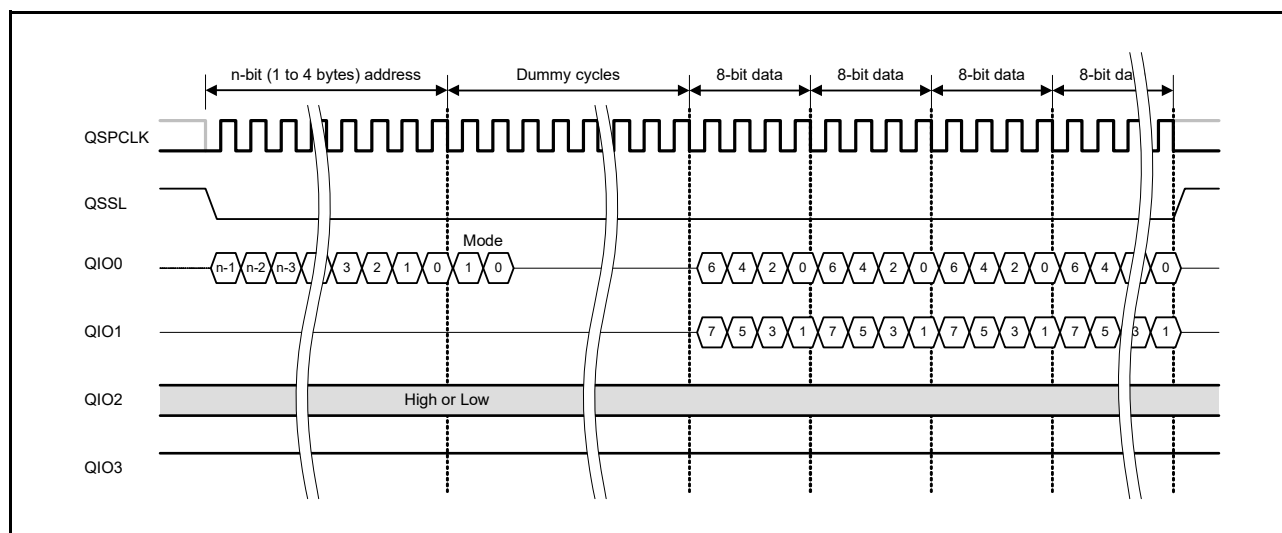 n-bit (1 to 4 bytes) address Dummy cycles 8-bit data 8-bit data 8-bit data 8-bit da
QSPCLK
QSSL
Mode
QIO0 n-1 n-2 n-3 3 2 1 0 1 0 6 4 2 0 6 4 2 0 6 4 2 0 6 4 0
QIO1 7 5 3 1 7 5 3 1 7 5 3 1 7 5 3 1
QIO2 High or Low
QIO3